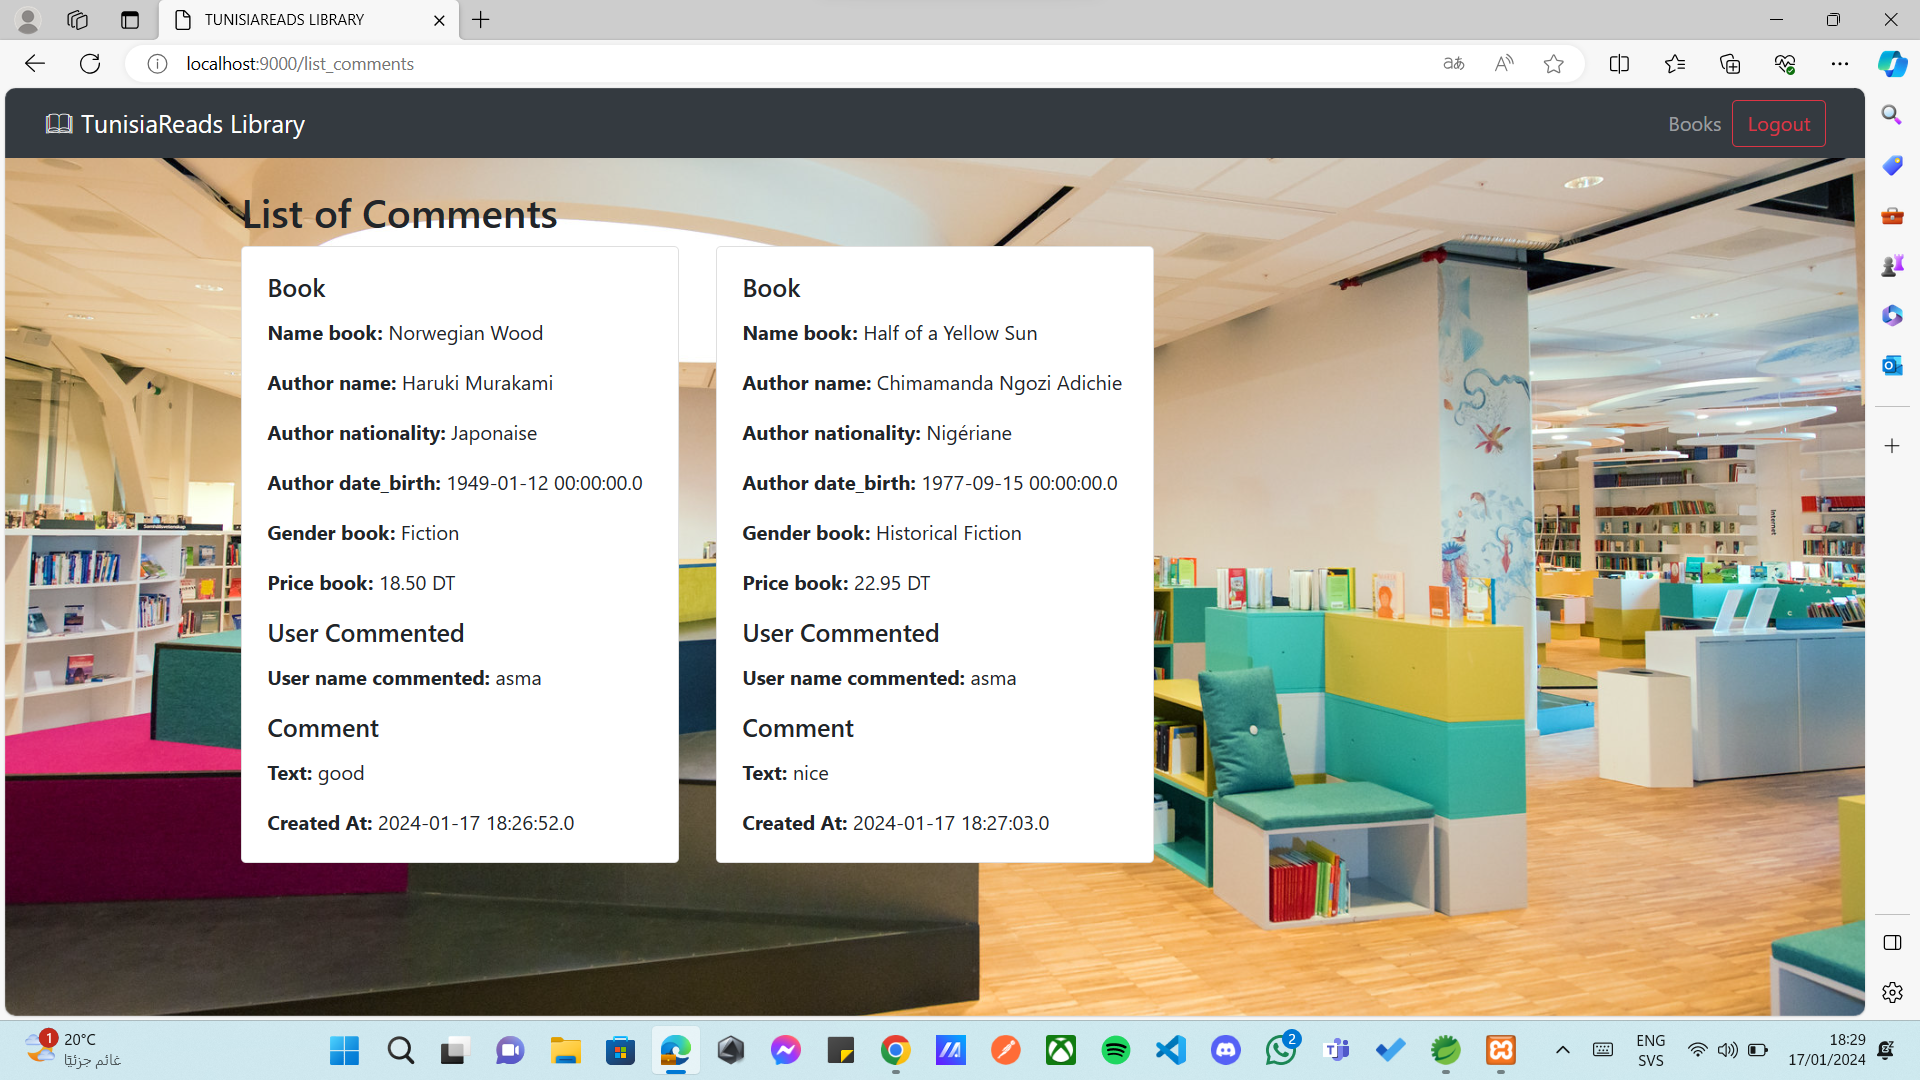 TUNISIAREADS LIBRARY
localhost:9000/list_comments
TunisiaReads Library
Books
Logout
List of Comments
Book
Name book: Norwegian Wood
Author name: Haruki Murakami
Author nationality: Japonaise
Author date_birth: 1949-01-12 00:00:00.0
Gender book: Fiction
Price book: 18.50 DT
User Commented
User name commented: asma
Comment
Text: good
Created At: 2024-01-17 18:26:52.0
Book
Name book: Half of a Yellow Sun
Author name: Chimamanda Ngozi Adichie
Author nationality: Nigériane
Author date_birth: 1977-09-15 00:00:00.0
Gender book: Historical Fiction
Price book: 22.95 DT
User Commented
User name commented: asma
Comment
Text: nice
Created At: 2024-01-17 18:27:03.0
Internet
1
20°C
غائم جزئيًا
2
ENG
SVS
18:29
17/01/2024